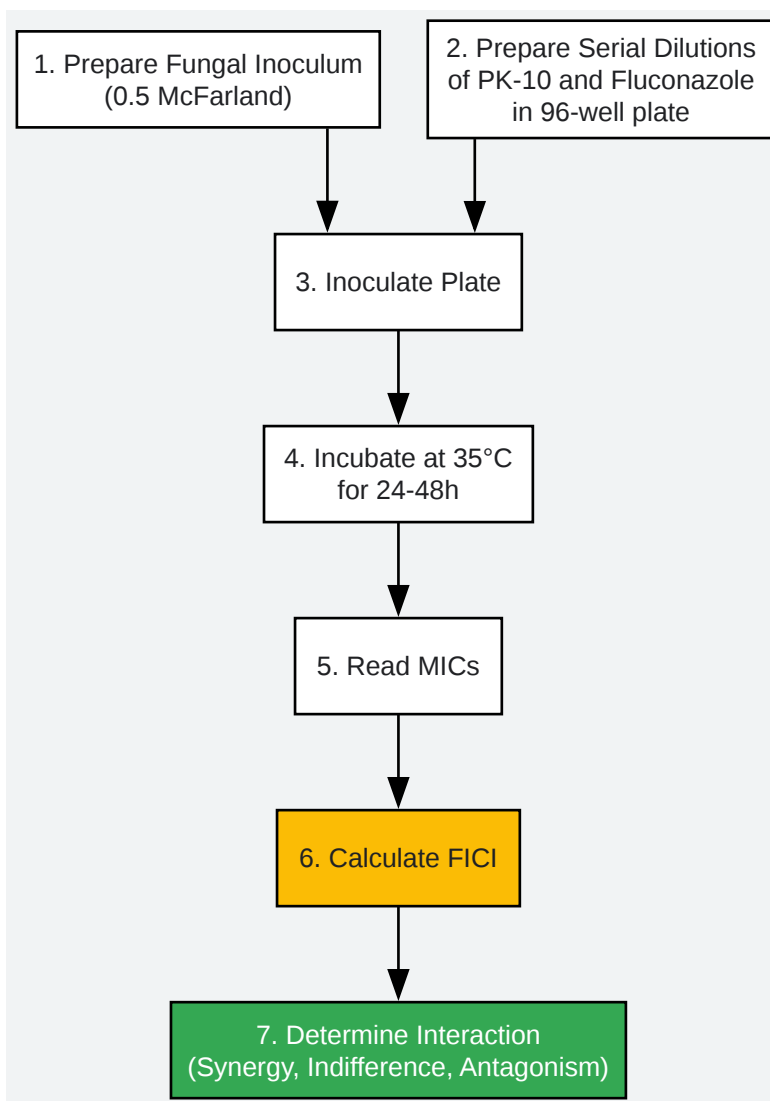 1. Prepare Fungal Inoculum
(0.5 McFarland)
2. Prepare Serial Dilutions
of PK-10 and Fluconazole
in 96-well plate
3. Inoculate Plate
4. Incubate at 35°C
for 24-48h
5. Read MICs
6. Calculate FICI
7. Determine Interaction
(Synergy, Indifference, Antagonism)